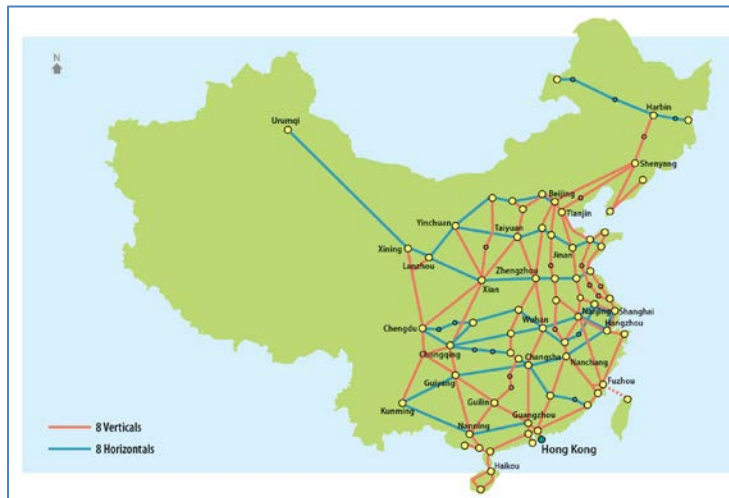 N
Urumqi
Harbin
Shenyang
Beijing
Tianjin
Yinchuan
Taiyuan
Jinan
Xining
Lanzhou
Zhengzhou
Xian
Nanjing
Shanghai
Hangzhou
Wuhan
Chengdu
Chongqing
Changsha
Nanchang
Guiyang
Fuzhou
Kunming
Guilin
Guangzhou
Nanning
Hong Kong
Haikou
8 Verticals
8 Horizontals